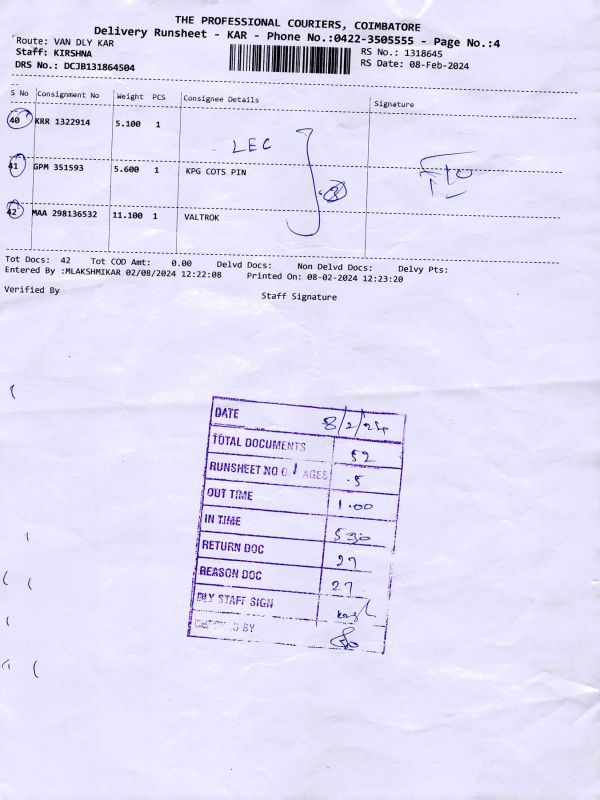 THE PROFESSIONAL COURIERS, COIMBATORE
Delivery Runsheet - KAR - Phone No.:0422-3505555 - Page No.:4
Route: VAN DLY KAR
RS No.: 1318645
Staff: KIRSHNA
RS Date: 08-Feb-2024
DRS No.: DCJB131864504
S No Consignment No Weight PCS Consignee Details Signature
40 KRR 1322914 5.100 1
LEC
41 GPM 351593 5.600 1 KPG COTS PIN
42 MAA 298136532 11.100 1 VALTROK
Tot Docs: 42 Tot COD Amt: 0.00 Delvd Docs: Non Delvd Docs: Delvy Pts:
Entered By :MLAKSHMIKAR 02/08/2024 12:22:08 Printed On: 08-02-2024 12:23:20
Verified By
Staff Signature
DATE 8/2/24
TOTAL DOCUMENTS 52
RUNSHEET NO AGES 5
OUT TIME 1.00
IN TIME 530
RETURN DOC 27
REASON DOC 27
DLY STAFF SIGN
BY